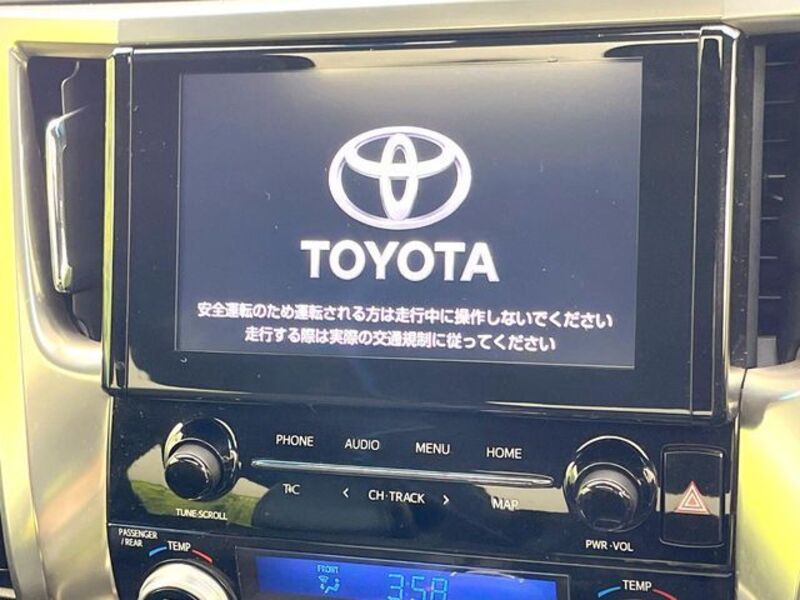 TOYOTA
安全運転のため運転される方は走行中に操作しないでください
走行する際は実際の交通規制に従ってください
PHONE AUDIO MENU HOME
T·C ‹ CH·TRACK › MAP
TUNE·SCROLL
PWR·VOL
PASSENGER
/REAR
TEMP
FRONT
3:58
TEMP